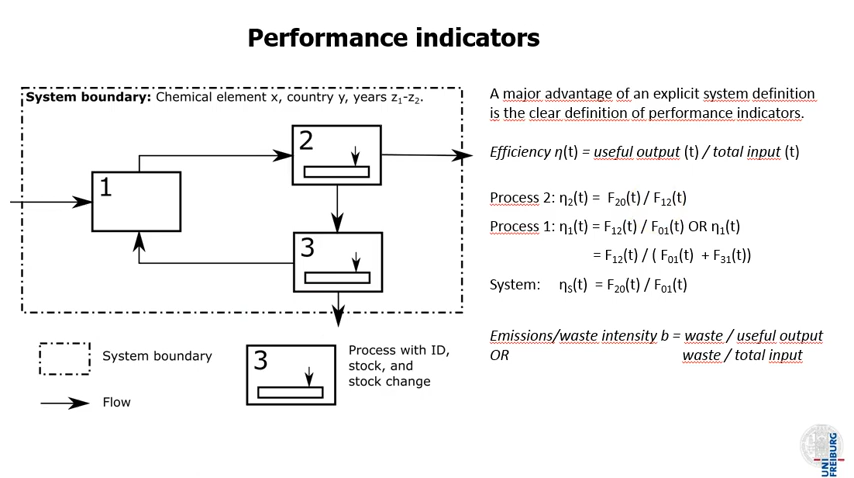 Performance indicators
System boundary: Chemical element x, country y, years z₁-z₂.
1
2
3
System boundary
Flow
3
Process with ID,
stock, and
stock change
A major advantage of an explicit system definition
is the clear definition of performance indicators.
Efficiency η(t) = useful output (t) / total input (t)
Process 2: η₂(t) = F₂₀(t) / F₁₂(t)
Process 1: η₁(t) = F₁₂(t) / F₀₁(t) OR η₁(t)
= F₁₂(t) / ( F₀₁(t) + F₃₁(t))
System: ηₛ(t) = F₂₀(t) / F₀₁(t)
Emissions/waste intensity b = waste / useful output
OR waste / total input
UNI
FREIBURG